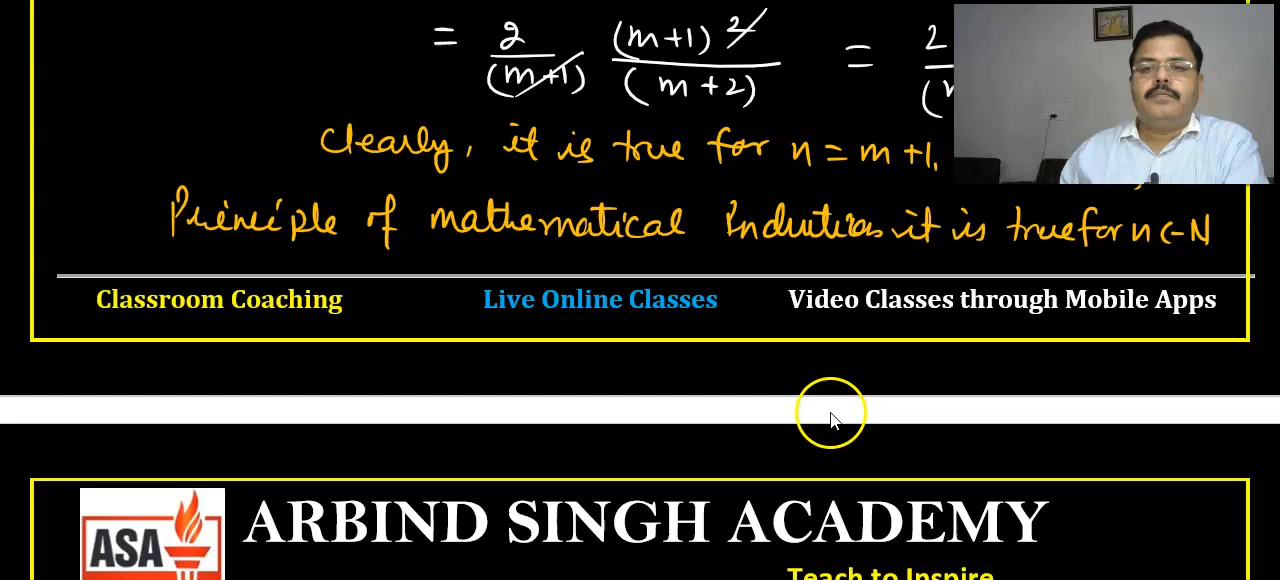 = 2/(m+1) (m+1)2/(m+2) = 2/(
Clearly, it is true for n = m+1.
Principle of mathematical Induction it is true for n ∈ N
Classroom Coaching Live Online Classes Video Classes through Mobile Apps
ASA ARBIND SINGH ACADEMY
Teach to Inspire